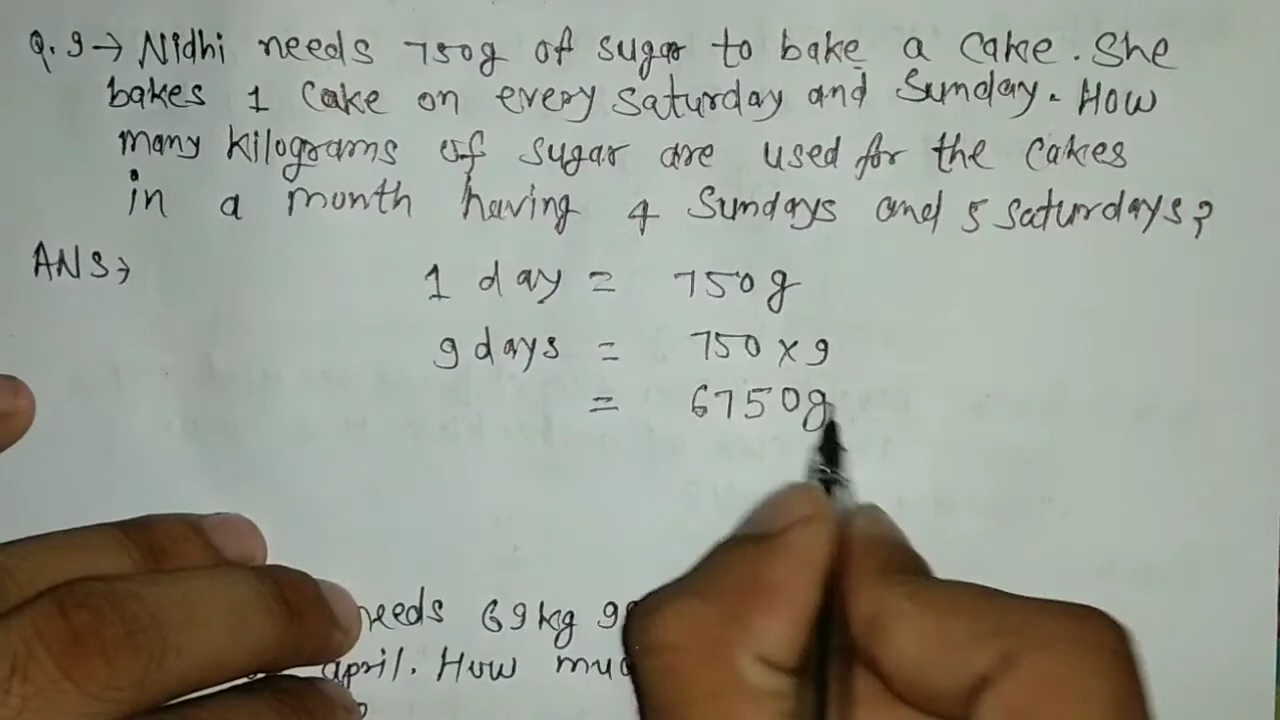 Q. 9→ Nidhi needs 750g of sugar to bake a cake. She
bakes 1 cake on every saturday and Sunday. How
many kilograms of sugar are used for the cakes
in a month having 4 Sundays and 5 saturdays?
ANS→
1 day = 750g
9 days = 750 x 9
= 6750g
needs 69kg
april. How